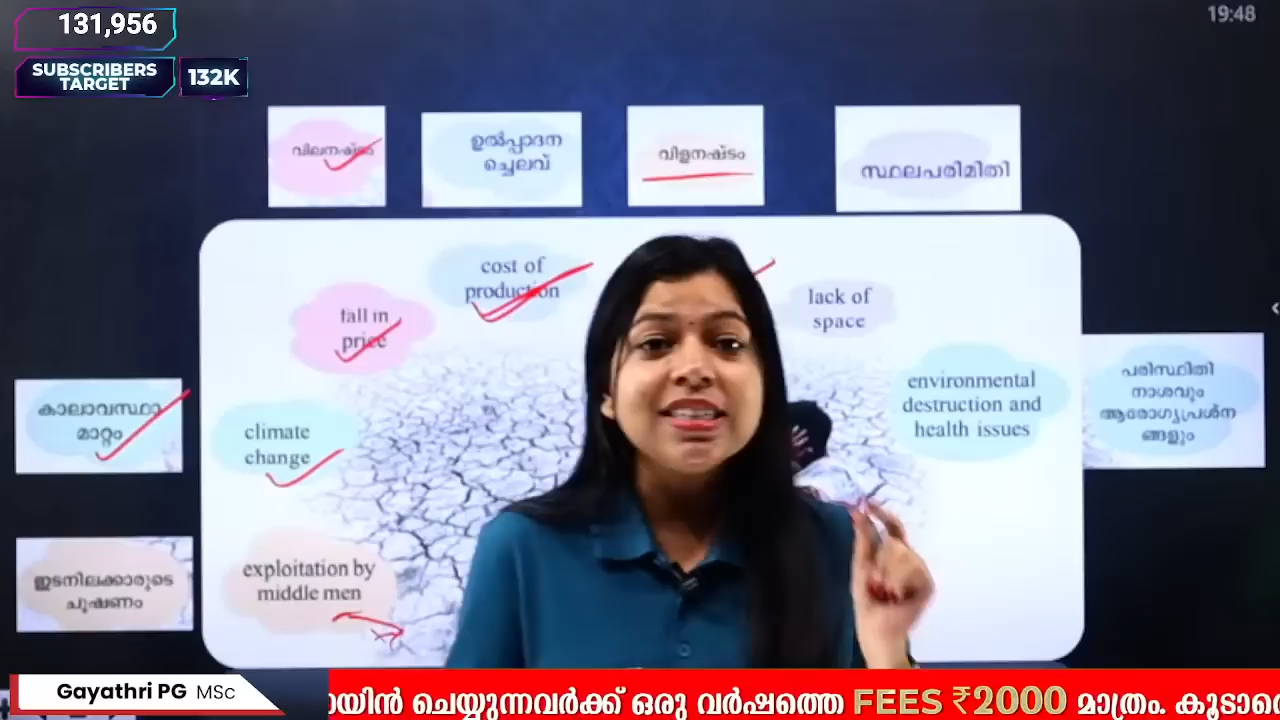 131,956
19:48
SUBSCRIBERS
TARGET
132K
വിലനഷ്ടം
ഉൽപ്പാദന
ച്ചെലവ്
വിളനഷ്ടം
സ്ഥലപരിമിതി
cost of
production
fall in
price
lack of
space
environmental
destruction and
health issues
പരിസ്ഥിതി
നാശവും
ആരോഗ്യപ്രശ്ന
ങ്ങളും
കാലാവസ്ഥാ
മാറ്റം
climate
change
exploitation by
middle men
ഇടനിലക്കാരുടെ
ചൂഷണം
Gayathri PG MSc
ചെയ്യുന്നവർക്ക് ഒരു വർഷത്തെ FEES ₹2000 മാത്രം.